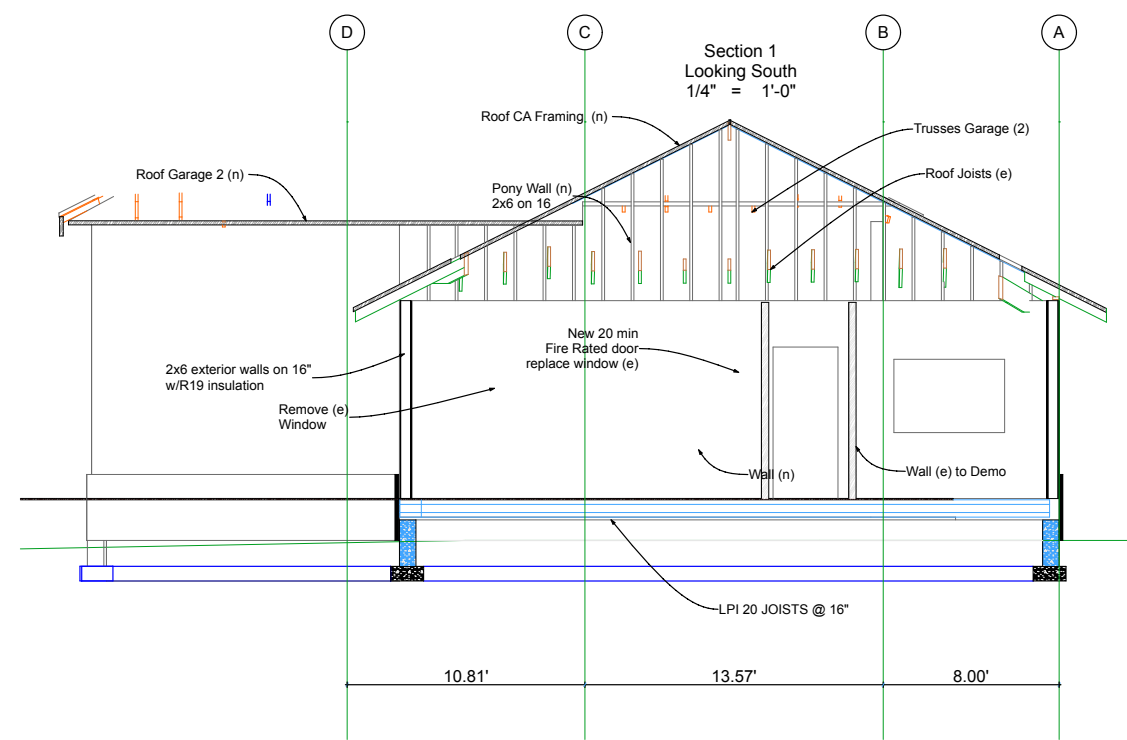 D
C
B
A
Section 1
Looking South
1/4" = 1'-0"
Roof CA Framing (n)
Trusses Garage (2)
Roof Garage 2 (n)
Roof Joists (e)
Pony Wall (n)
2x6 on 16
New 20 min
Fire Rated door
replace window (e)
2x6 exterior walls on 16"
w/R19 insulation
Remove (e)
Window
Wall (n)
Wall (e) to Demo
LPI 20 JOISTS @ 16"
10.81'
13.57'
8.00'